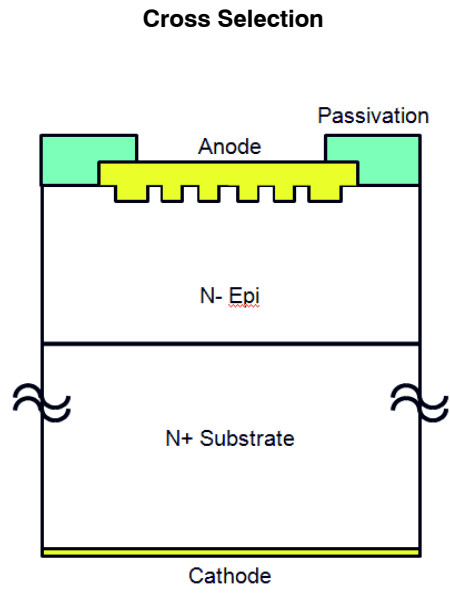 Cross Selection
Passivation
Anode
N- Epi
N+ Substrate
Cathode